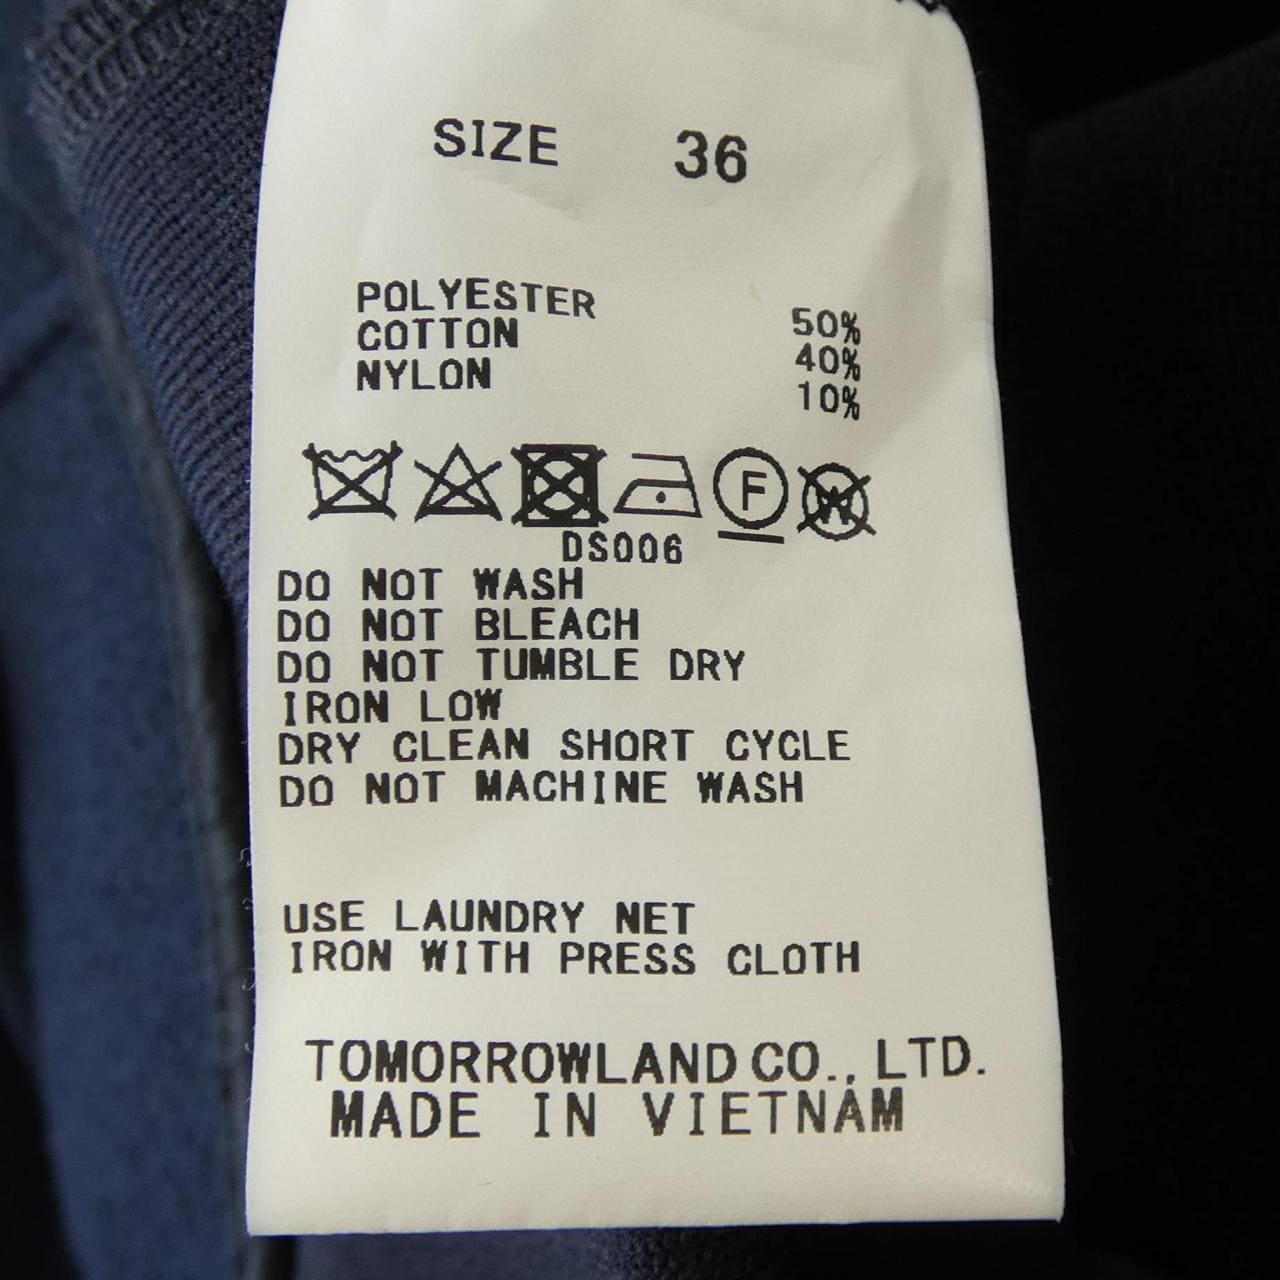 SIZE 36
POLYESTER 50%
COTTON 40%
NYLON 10%
F W
DS006
DO NOT WASH
DO NOT BLEACH
DO NOT TUMBLE DRY
IRON LOW
DRY CLEAN SHORT CYCLE
DO NOT MACHINE WASH
USE LAUNDRY NET
IRON WITH PRESS CLOTH
TOMORROWLAND CO., LTD.
MADE IN VIETNAM